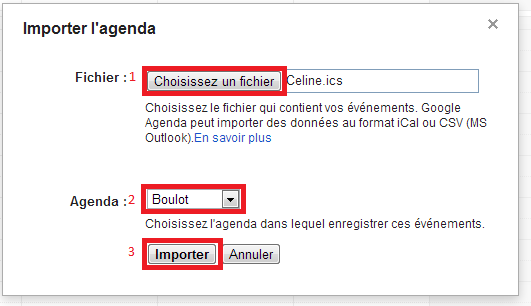 Importer l'agenda ×
Fichier : 1 Choisissez un fichier Celine.ics
Choisissez le fichier qui contient vos événements. Google
Agenda peut importer des données au format iCal ou CSV (MS
Outlook).En savoir plus
Agenda : 2 Boulot
Choisissez l'agenda dans lequel enregistrer ces événements.
3 Importer Annuler